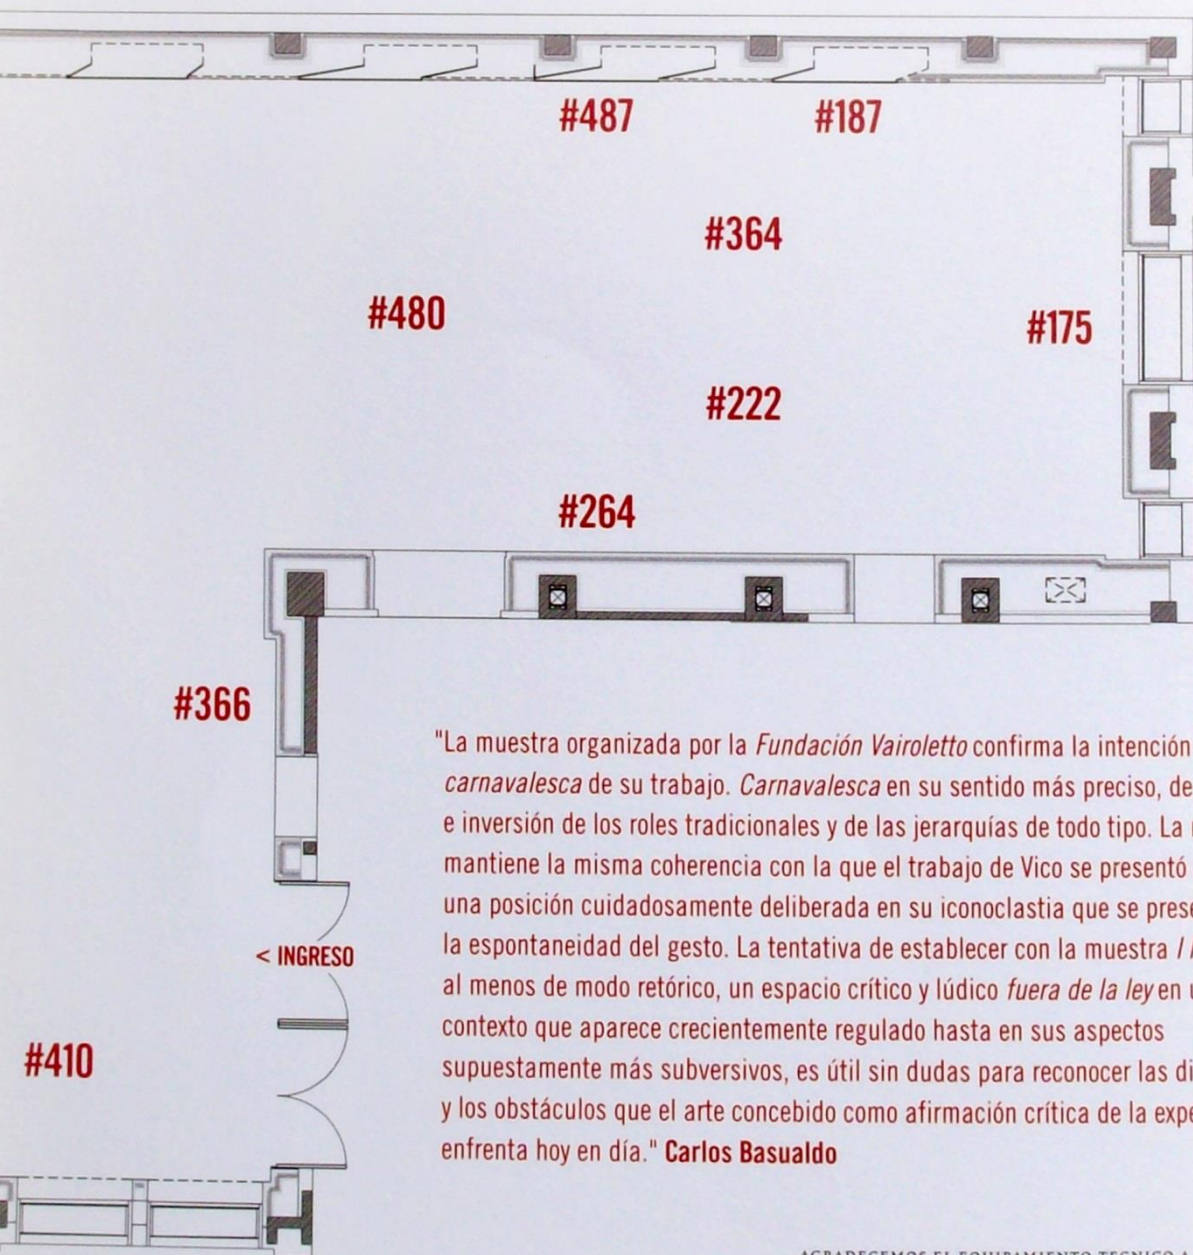 #487 #187
#364
#480
#175
#222
#264
#366
"La muestra organizada por la Fundación Vairoletto confirma la intención
carnavalesca de su trabajo. Carnavalesca en su sentido más preciso, de
e inversión de los roles tradicionales y de las jerarquías de todo tipo. La
mantiene la misma coherencia con la que el trabajo de Vico se presentó
una posición cuidadosamente deliberada en su iconoclastia que se
la espontaneidad del gesto. La tentativa de establecer con la muestra
al menos de modo retórico, un espacio crítico y lúdico fuera de la ley en
contexto que aparece crecientemente regulado hasta en sus aspectos
supuestamente más subversivos, es útil sin dudas para reconocer las
y los obstáculos que el arte concebido como afirmación crítica de la
enfrenta hoy en día." Carlos Basualdo
< INGRESO
#410
AGRADECEMOS EL EQUIPAMIENTO TECNICO